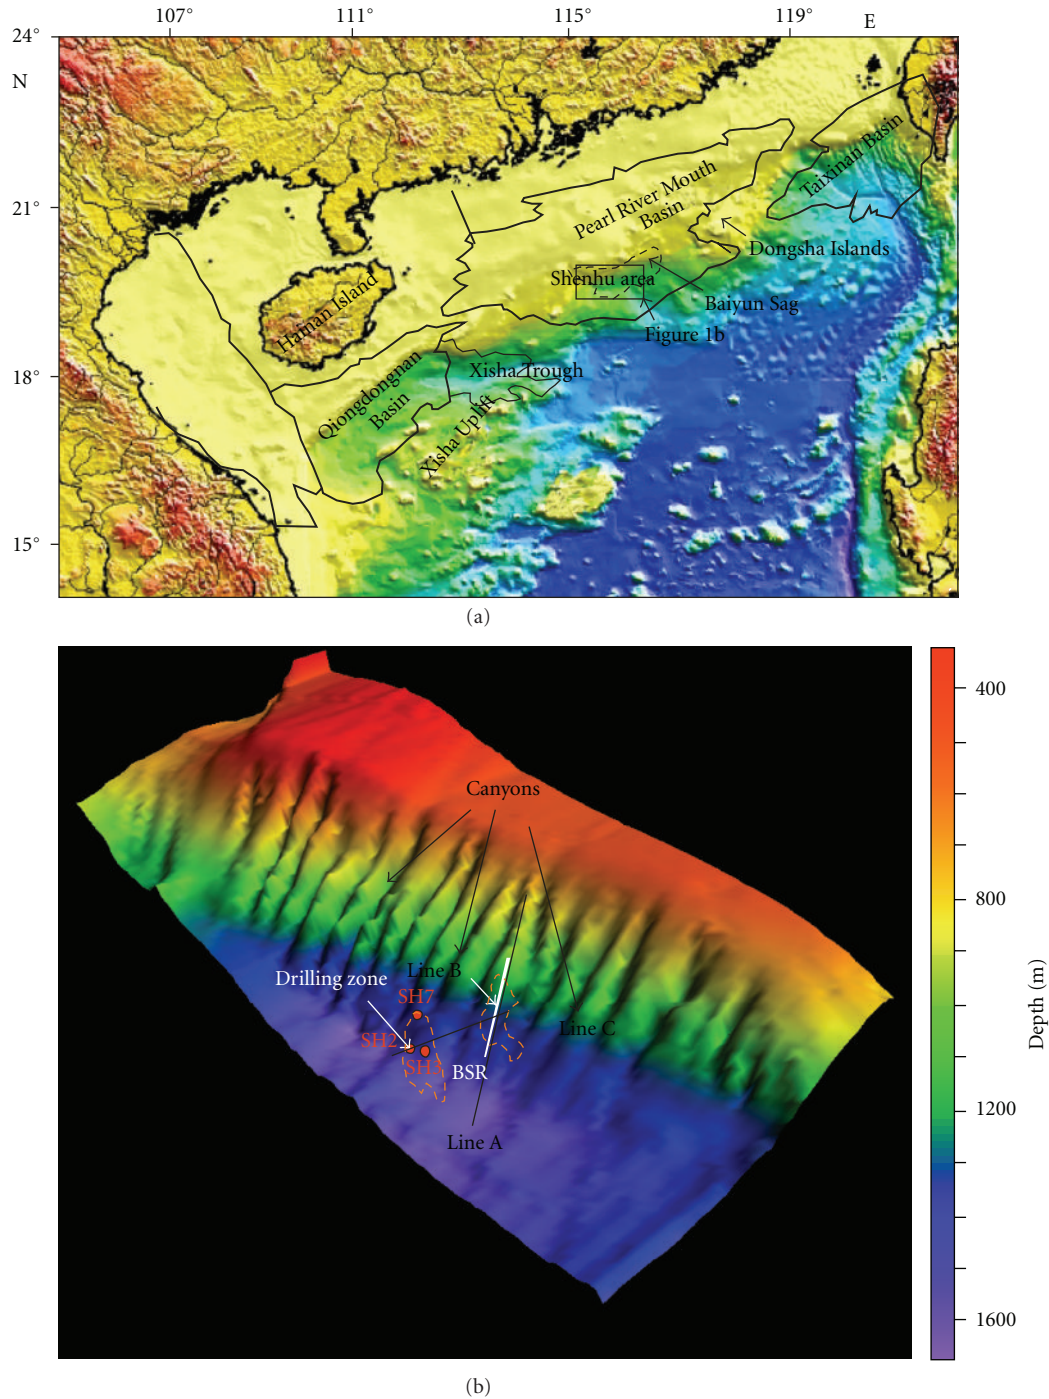 107° 111° 115° 119° E
24°
N
21°
18°
15°
Taixinan Basin
Pearl River Mouth
Basin
Dongsha Islands
Shenhu area
Baiyun Sag
Figure 1b
Hainan Island
Xisha Trough
Qiongdongnan
Basin
Xisha Uplift
(a)
Canyons
Line B
Drilling zone
SH7
Line C
SH2
SH3
BSR
Line A
400
800
1200
1600
Depth (m)
(b)